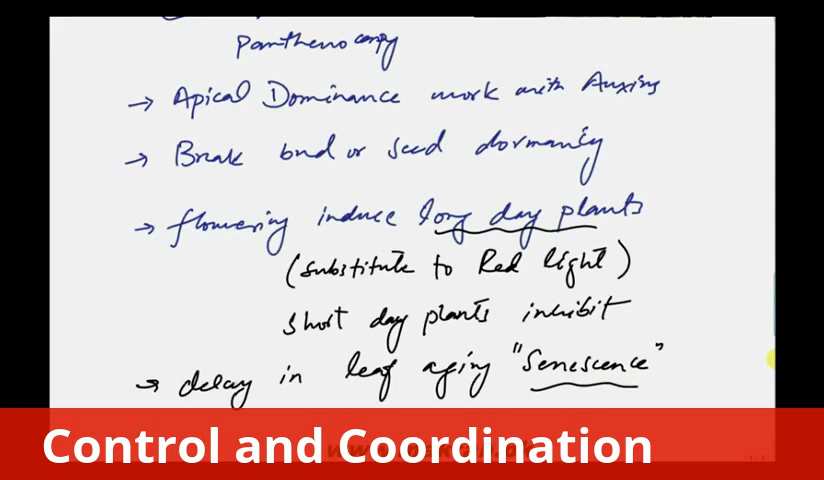 Parthenocarpy
→ Apical Dominance work with Auxins
→ Break bud or seed dormancy
→ flowering induce long day plants
(substitute to Red light)
short day plants inhibit
→ delay in leaf aging "Senescence"
Control and Coordination